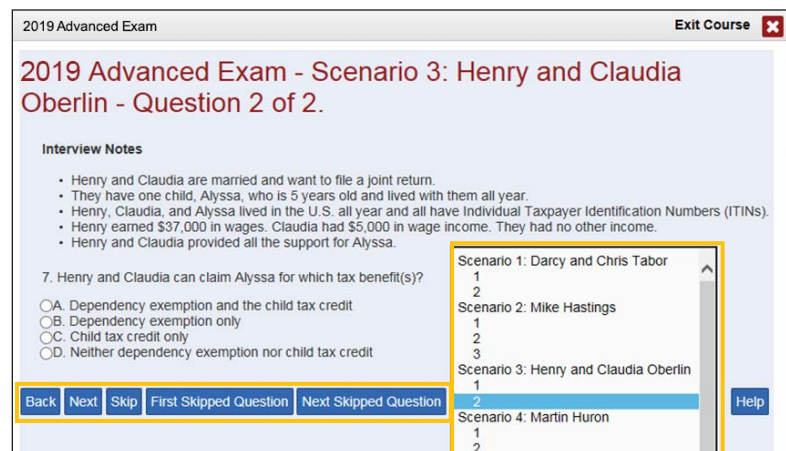 2019 Advanced Exam
Exit Course
2019 Advanced Exam - Scenario 3: Henry and Claudia
Oberlin - Question 2 of 2.
Interview Notes
• Henry and Claudia are married and want to file a joint return.
• They have one child, Alyssa, who is 5 years old and lived with them all year.
• Henry, Claudia, and Alyssa lived in the U.S. all year and all have Individual Taxpayer Identification Numbers (ITINs).
• Henry earned $37,000 in wages. Claudia had $5,000 in wage income. They had no other income.
• Henry and Claudia provided all the support for Alyssa.
7. Henry and Claudia can claim Alyssa for which tax benefit(s)?
A. Dependency exemption and the child tax credit
B. Dependency exemption only
C. Child tax credit only
D. Neither dependency exemption nor child tax credit
Scenario 1: Darcy and Chris Tabor
1
2
Scenario 2: Mike Hastings
1
2
3
Scenario 3: Henry and Claudia Oberlin
1
2
Scenario 4: Martin Huron
1
2
Back Next Skip First Skipped Question Next Skipped Question
Help